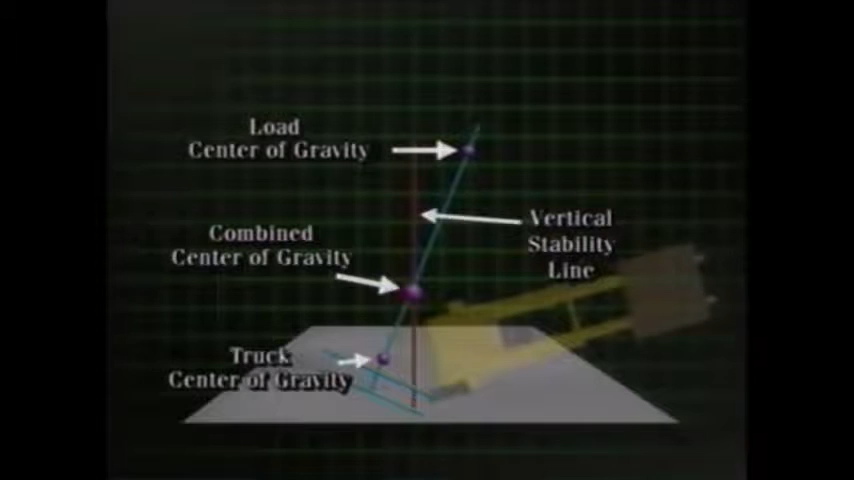 Load
Center of Gravity
Combined
Center of Gravity
Vertical
Stability
Line
Truck
Center of Gravity